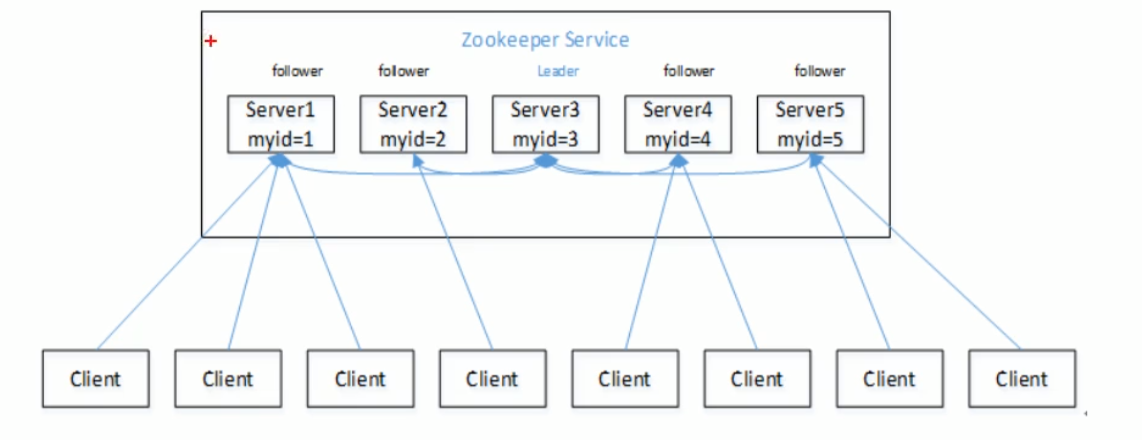 Zookeeper Service
follower follower Leader follower follower
Server1 Server2 Server3 Server4 Server5
myid=1 myid=2 myid=3 myid=4 myid=5
Client Client Client Client Client Client Client Client